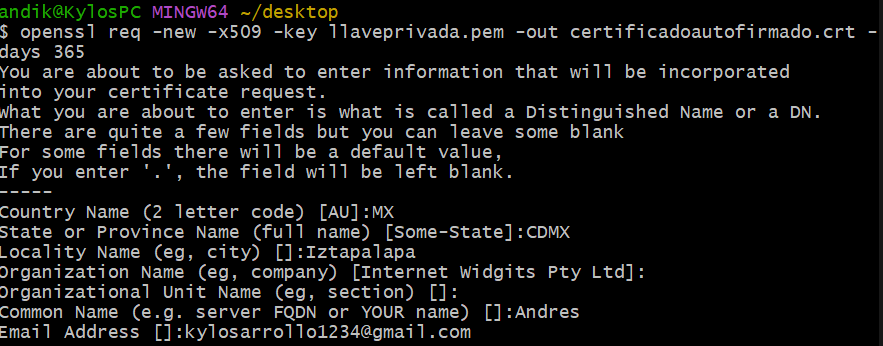 andik@KylosPC MINGW64 ~/desktop
$ openssl req -new -x509 -key llaveprivada.pem -out certificadoautofirmado.crt -
days 365
You are about to be asked to enter information that will be incorporated
into your certificate request.
What you are about to enter is what is called a Distinguished Name or a DN.
There are quite a few fields but you can leave some blank
For some fields there will be a default value,
If you enter '.', the field will be left blank.
-----
Country Name (2 letter code) [AU]:MX
State or Province Name (full name) [Some-State]:CDMX
Locality Name (eg, city) []:Iztapalapa
Organization Name (eg, company) [Internet Widgits Pty Ltd]:
Organizational Unit Name (eg, section) []:
Common Name (e.g. server FQDN or YOUR name) []:Andres
Email Address []:kylosarrollo1234@gmail.com